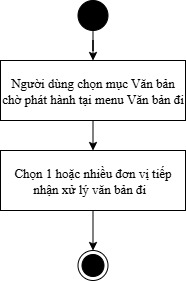 Người dùng chọn mục Văn bản
chờ phát hành tại menu Văn bản đi
Chọn 1 hoặc nhiều đơn vị tiếp
nhận xử lý văn bản đi